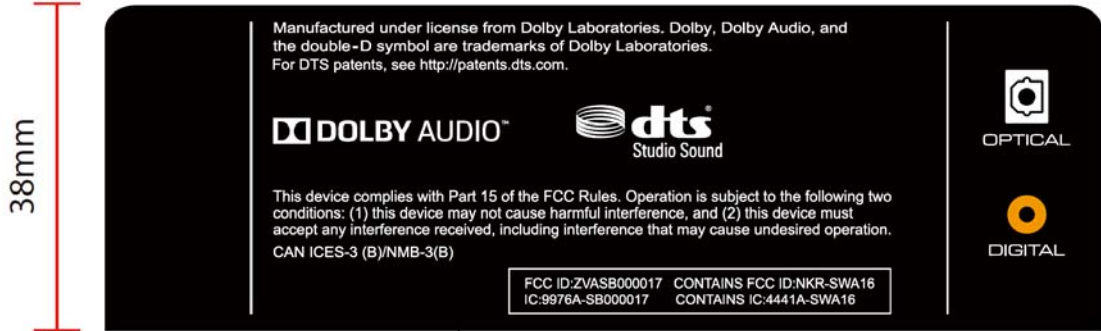 38mm
Manufactured under license from Dolby Laboratories. Dolby, Dolby Audio, and
the double-D symbol are trademarks of Dolby Laboratories.
For DTS patents, see http://patents.dts.com.
DOLBY AUDIO™
dts®
Studio Sound
This device complies with Part 15 of the FCC Rules. Operation is subject to the following two
conditions: (1) this device may not cause harmful interference, and (2) this device must
accept any interference received, including interference that may cause undesired operation.
CAN ICES-3 (B)/NMB-3(B)
FCC ID:ZVASB000017 CONTAINS FCC ID:NKR-SWA16
IC:9976A-SB000017 CONTAINS IC:4441A-SWA16
OPTICAL
DIGITAL